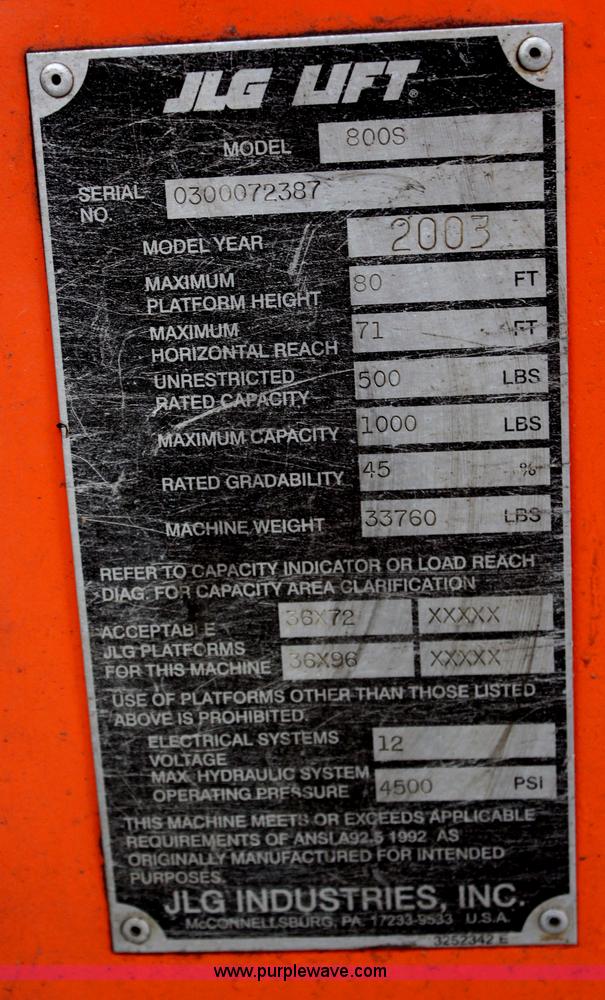 JLG LIFT®
MODEL 800S
SERIAL NO. 0300072387
MODEL YEAR 2003
MAXIMUM PLATFORM HEIGHT 80 FT
MAXIMUM HORIZONTAL REACH 71 FT
UNRESTRICTED RATED CAPACITY 500 LBS
MAXIMUM CAPACITY 1000 LBS
RATED GRADABILITY 45 %
MACHINE WEIGHT 33760 LBS
REFER TO CAPACITY INDICATOR OR LOAD REACH
DIAG. FOR CAPACITY AREA CLARIFICATION
ACCEPTABLE 36X72 XXXXX
JLG PLATFORMS
FOR THIS MACHINE 36X96 XXXXX
USE OF PLATFORMS OTHER THAN THOSE LISTED
ABOVE IS PROHIBITED.
ELECTRICAL SYSTEMS VOLTAGE 12
MAX. HYDRAULIC SYSTEM OPERATING PRESSURE 4500 PSI
THIS MACHINE MEETS OR EXCEEDS APPLICABLE
REQUIREMENTS OF ANSI.A92.5 1992 AS
ORIGINALLY MANUFACTURED FOR INTENDED
PURPOSES.
JLG INDUSTRIES, INC.
McCONNELLSBURG, PA. 17233-9533 U.S.A.
3252342 E
www.purplewave.com